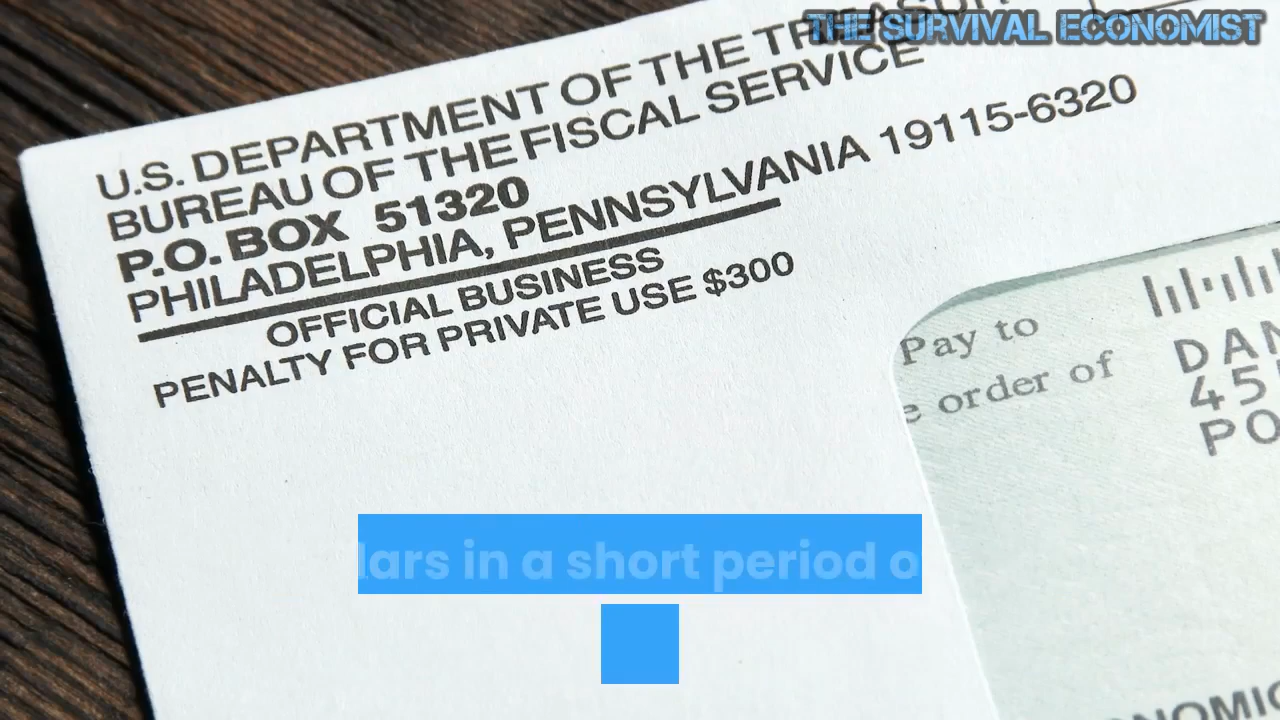 THE SURVIVAL ECONOMIST
U.S. DEPARTMENT OF THE
BUREAU OF THE FISCAL SERVICE
P.O. BOX 51320
PHILADELPHIA, PENNSYLVANIA 19115-6320
OFFICIAL BUSINESS
PENALTY FOR PRIVATE USE $300
Pay to
order of
in a short period